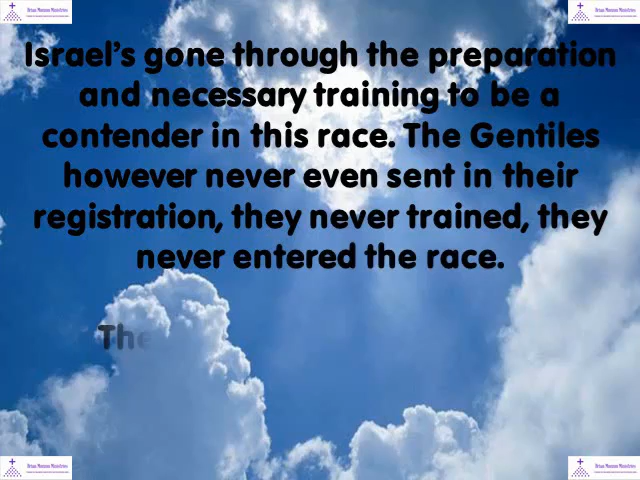 Israel's gone through the preparation
and necessary training to be a
contender in this race. The Gentiles
however never even sent in their
registration, they never trained, they
never entered the race.
The